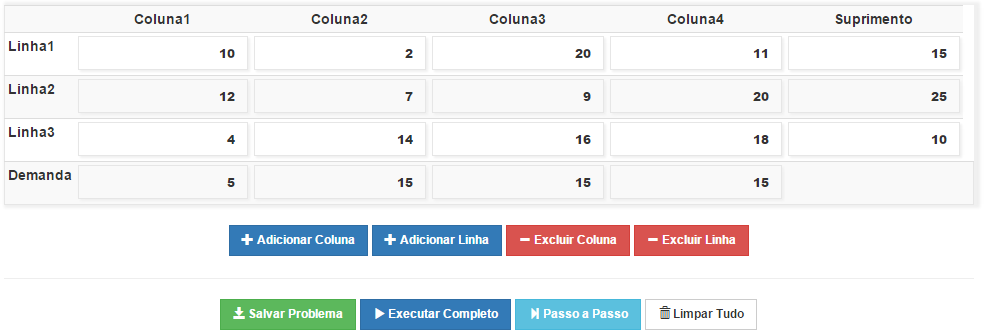 Coluna1 Coluna2 Coluna3 Coluna4 Suprimento
Linha1 10 2 20 11 15
Linha2 12 7 9 20 25
Linha3 4 14 16 18 10
Demanda 5 15 15 15
Adicionar Coluna Adicionar Linha Excluir Coluna Excluir Linha
Salvar Problema Executar Completo Passo a Passo Limpar Tudo